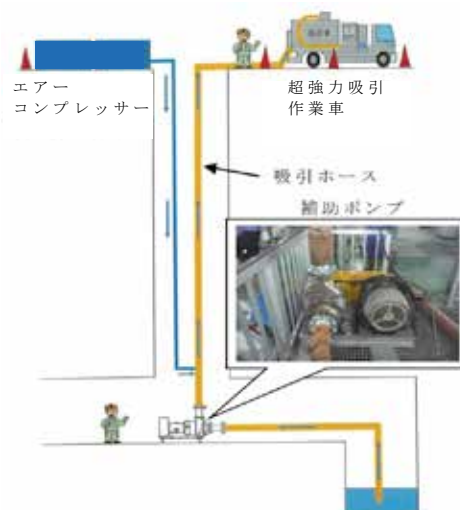 エアー
コンプレッサー
超強力吸引
作業車
吸引ホース
補助ポンプ